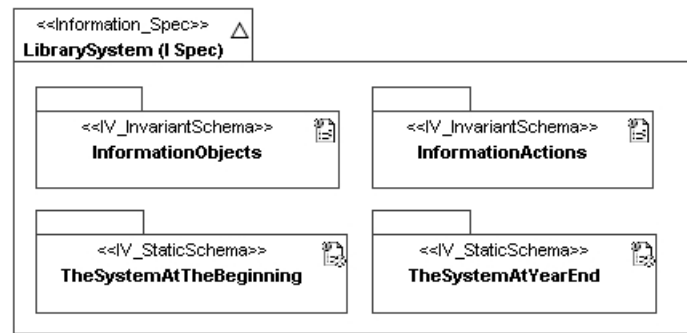 <<Information_Spec>>
LibrarySystem (I Spec)
<<IV_InvariantSchema>>
InformationObjects
<<IV_InvariantSchema>>
InformationActions
<<IV_StaticSchema>>
TheSystemAtTheBeginning
<<IV_StaticSchema>>
TheSystemAtYearEnd